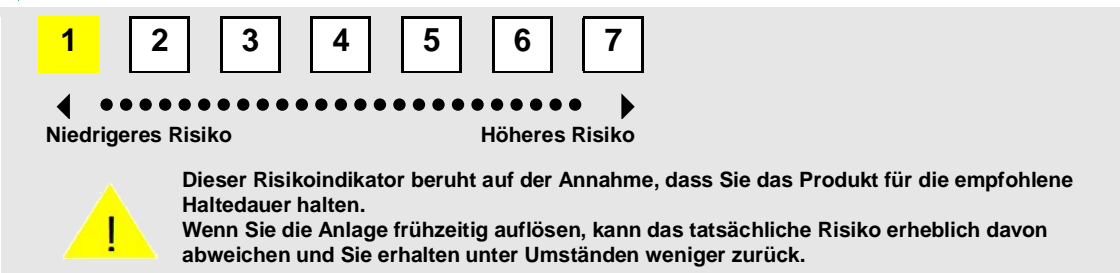 1 2 3 4 5 6 7
Niedrigeres Risiko Höheres Risiko
Dieser Risikoindikator beruht auf der Annahme, dass Sie das Produkt für die empfohlene
Haltedauer halten.
! Wenn Sie die Anlage frühzeitig auflösen, kann das tatsächliche Risiko erheblich davon
abweichen und Sie erhalten unter Umständen weniger zurück.